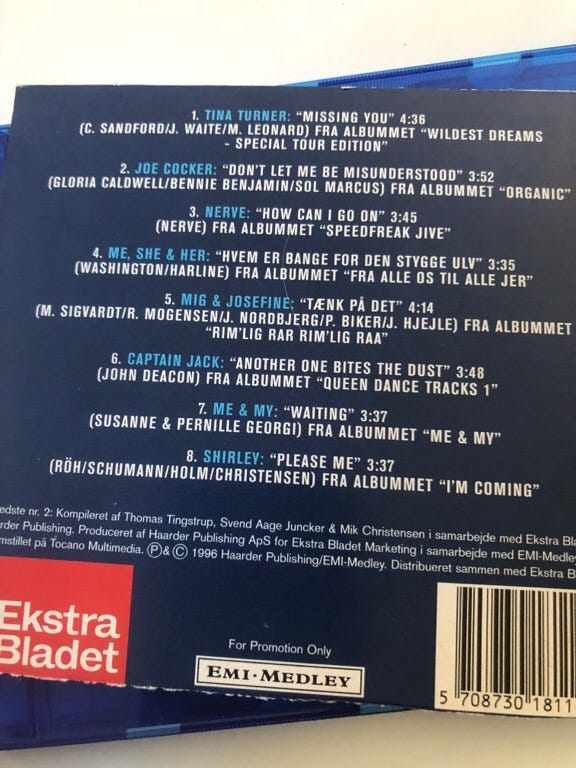 1. TINA TURNER: "MISSING YOU" 4:36
(C. SANDFORD/J. WAITE/M. LEONARD) FRA ALBUMMET "WILDEST DREAMS
- SPECIAL TOUR EDITION"
2. JOE COCKER: "DON'T LET ME BE MISUNDERSTOOD" 3:52
(GLORIA CALDWELL/BENNIE BENJAMIN/SOL MARCUS) FRA ALBUMMET "ORGANIC"
3. NERVE: "HOW CAN I GO ON" 3:45
(NERVE) FRA ALBUMMET "SPEEDFREAK JIVE"
4. ME, SHE & HER: "HVEM ER BANGE FOR DEN STYGGE ULV" 3:35
(WASHINGTON/HARLINE) FRA ALBUMMET "FRA ALLE OS TIL ALLE JER"
5. MIG & JOSEFINE: "TÆNK PÅ DET" 4:14
(M. SIGVARDT/R. MOGENSEN/J. NORDBJERG/P. BIKER/J. HJEJLE) FRA ALBUMMET
"RIM'LIG RAR RIM'LIG RAA"
6. CAPTAIN JACK: "ANOTHER ONE BITES THE DUST" 3:48
(JOHN DEACON) FRA ALBUMMET "QUEEN DANCE TRACKS 1"
7. ME & MY: "WAITING" 3:37
(SUSANNE & PERNILLE GEORGI) FRA ALBUMMET "ME & MY"
8. SHIRLEY: "PLEASE ME" 3:37
(RÖH/SCHUMANN/HOLM/CHRISTENSEN) FRA ALBUMMET "I'M COMING"
edste nr. 2: Kompileret af Thomas Tingstrup, Svend Aage Juncker & Mik Christensen i samarbejde med Ekstra Bla
arder Publishing. Produceret af Haarder Publishing ApS for Ekstra Bladet Marketing i samarbejde med EMI-Medley
mstillet på Tocano Multimedia. Ⓟ & © 1996 Haarder Publishing/EMI-Medley. Distribueret sammen med Ekstra B
Ekstra
Bladet
For Promotion Only
EMI·MEDLEY
5 708730 1811